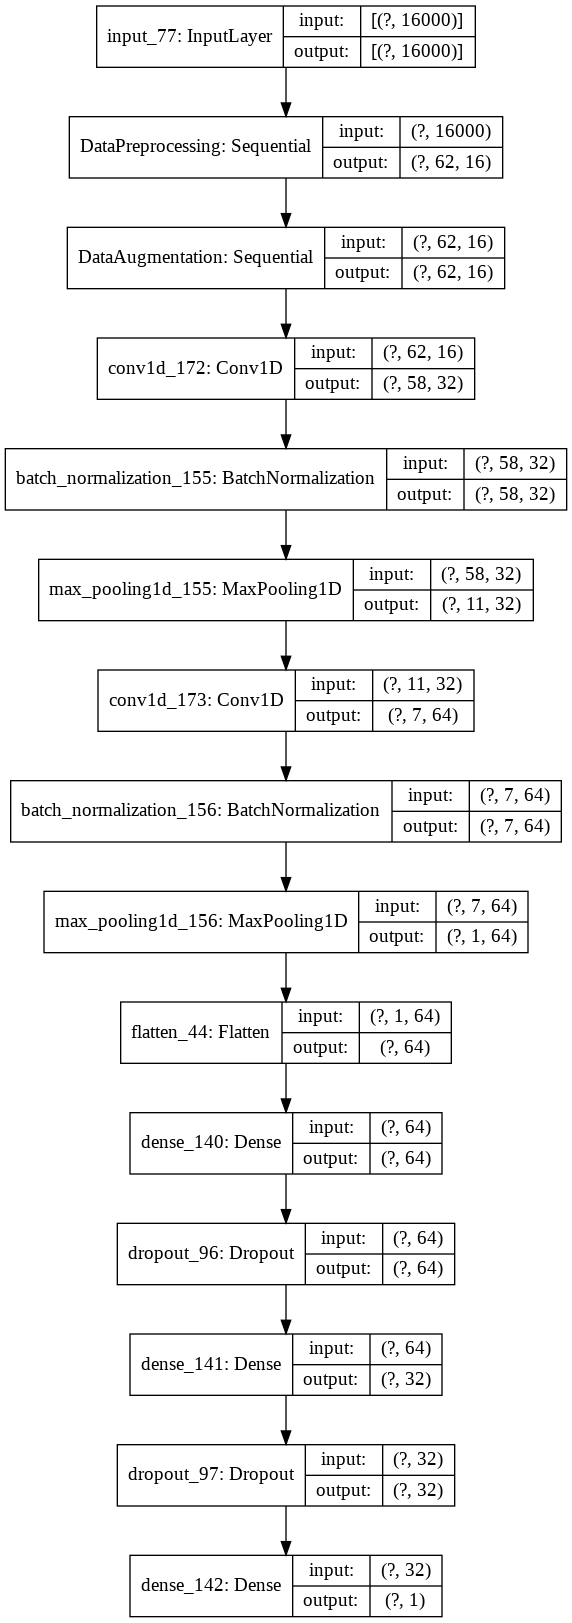 input_77: InputLayer
input: [(?, 16000)]
output: [(?, 16000)]
DataPreprocessing: Sequential
input: (?, 16000)
output: (?, 62, 16)
DataAugmentation: Sequential
input: (?, 62, 16)
output: (?, 62, 16)
conv1d_172: Conv1D
input: (?, 62, 16)
output: (?, 58, 32)
batch_normalization_155: BatchNormalization
input: (?, 58, 32)
output: (?, 58, 32)
max_pooling1d_155: MaxPooling1D
input: (?, 58, 32)
output: (?, 11, 32)
conv1d_173: Conv1D
input: (?, 11, 32)
output: (?, 7, 64)
batch_normalization_156: BatchNormalization
input: (?, 7, 64)
output: (?, 7, 64)
max_pooling1d_156: MaxPooling1D
input: (?, 7, 64)
output: (?, 1, 64)
flatten_44: Flatten
input: (?, 1, 64)
output: (?, 64)
dense_140: Dense
input: (?, 64)
output: (?, 64)
dropout_96: Dropout
input: (?, 64)
output: (?, 64)
dense_141: Dense
input: (?, 64)
output: (?, 32)
dropout_97: Dropout
input: (?, 32)
output: (?, 32)
dense_142: Dense
input: (?, 32)
output: (?, 1)